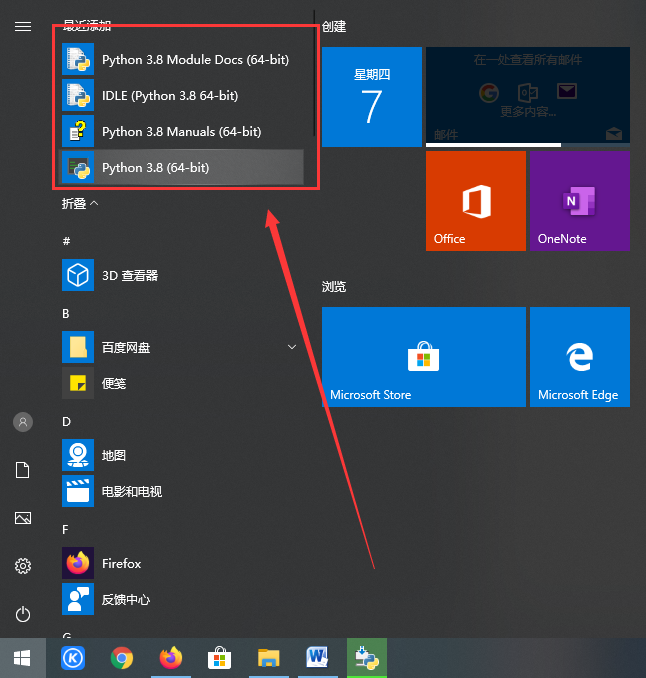 最近添加
Python 3.8 Module Docs (64-bit)
IDLE (Python 3.8 64-bit)
Python 3.8 Manuals (64-bit)
Python 3.8 (64-bit)
折叠
#
3D 查看器
B
百度网盘
便笺
D
地图
电影和电视
F
Firefox
反馈中心
G
创建
星期四
7
在一处查看所有邮件
更多内容...
邮件
Office
OneNote
浏览
Microsoft Store
Microsoft Edge